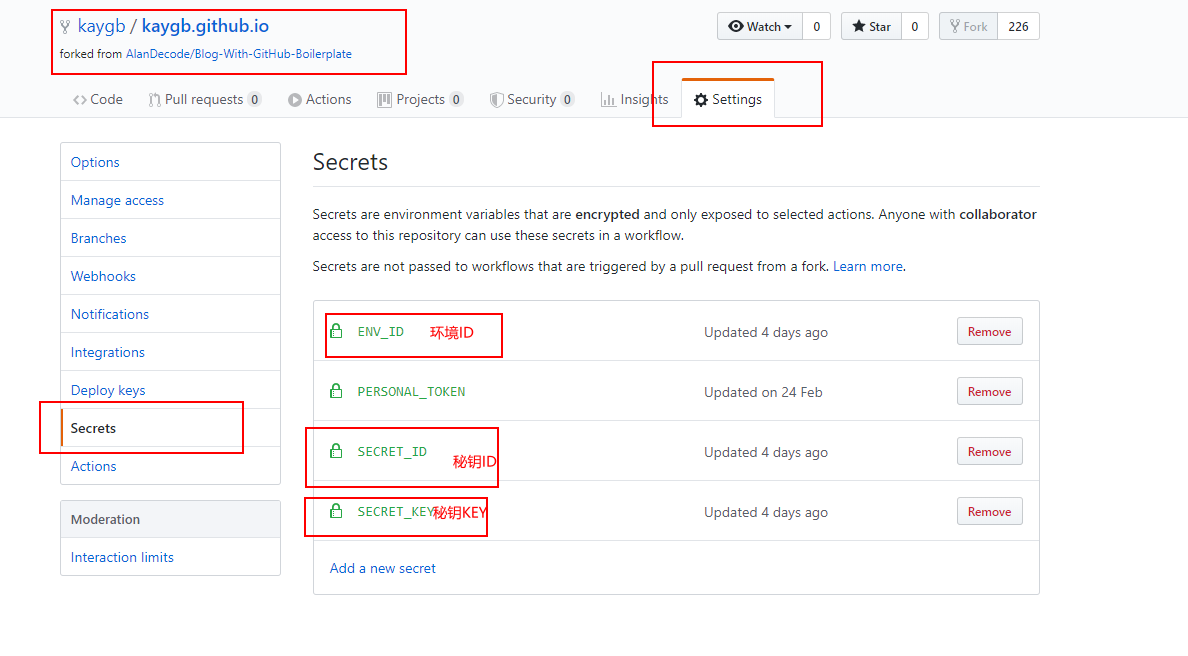 kaygb / kaygb.github.io
Watch 0 Star 0 Fork 226
forked from AlanDecode/Blog-With-GitHub-Boilerplate
Code Pull requests 0 Actions Projects 0 Security 0 Insights Settings
Options
Manage access
Branches
Webhooks
Notifications
Integrations
Deploy keys
Secrets
Actions
Moderation
Interaction limits
Secrets
Secrets are environment variables that are encrypted and only exposed to selected actions. Anyone with collaborator
access to this repository can use these secrets in a workflow.
Secrets are not passed to workflows that are triggered by a pull request from a fork. Learn more.
ENV_ID 环境ID Updated 4 days ago Remove
PERSONAL_TOKEN Updated on 24 Feb Remove
SECRET_ID 秘钥ID Updated 4 days ago Remove
SECRET_KEY 秘钥KEY Updated 4 days ago Remove
Add a new secret